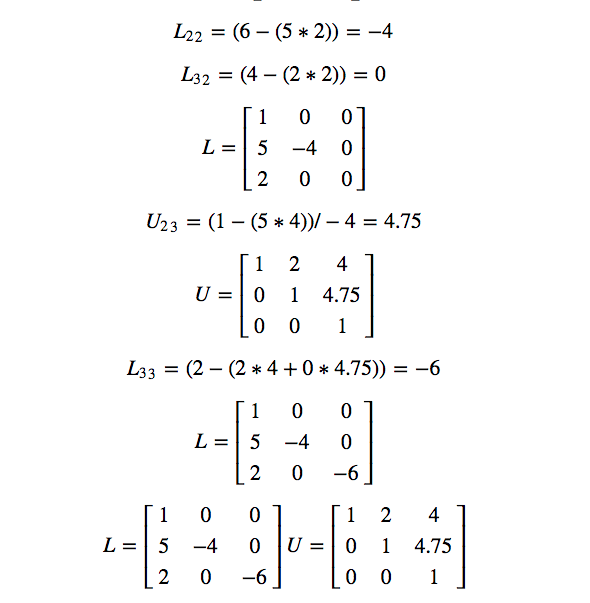 L22 = (6 − (5 * 2)) = −4
L32 = (4 − (2 * 2)) = 0
L = [1 0 0
5 −4 0
2 0 0]
U23 = (1 − (5 * 4))/ − 4 = 4.75
U = [1 2 4
0 1 4.75
0 0 1]
L33 = (2 − (2 * 4 + 0 * 4.75)) = −6
L = [1 0 0
5 −4 0
2 0 −6]
L = [1 0 0 U = [1 2 4
5 −4 0 0 1 4.75
2 0 −6] 0 0 1]